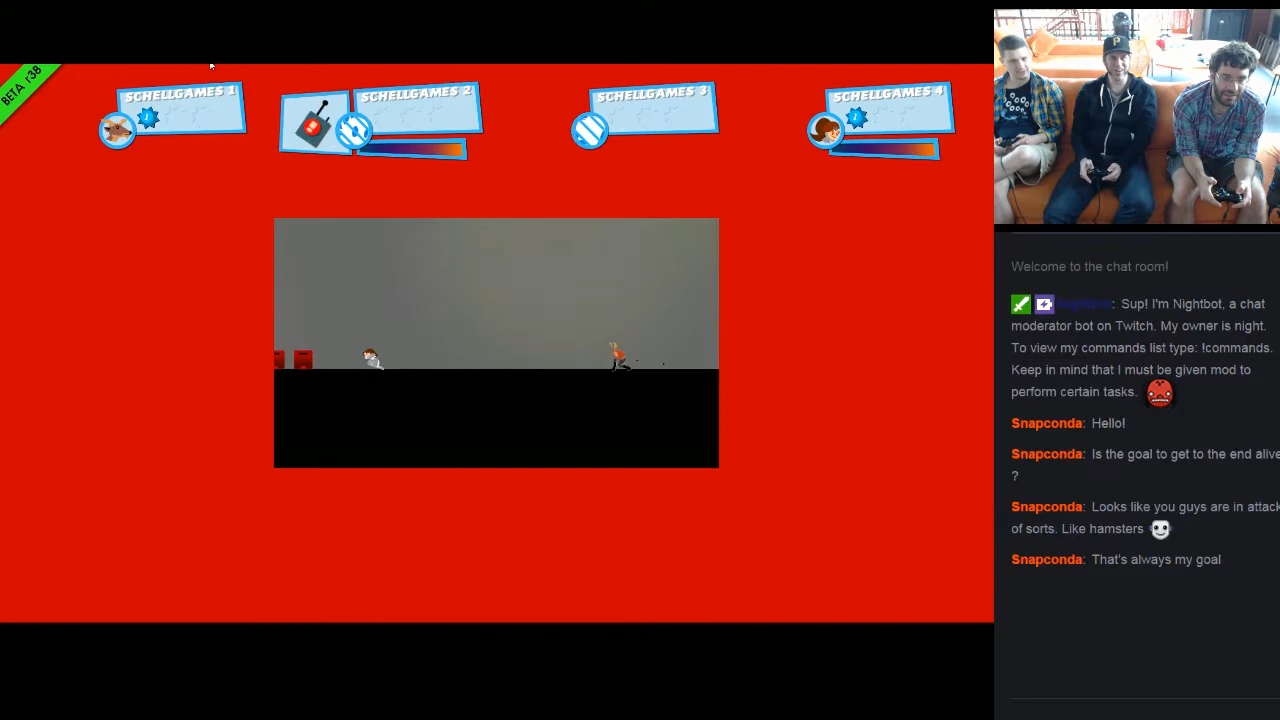 BETA r38
SCHELLGAMES 1
SCHELLGAMES 2
SCHELLGAMES 3
SCHELLGAMES 4
Welcome to the chat room!
Nightbot: Sup! I'm Nightbot, a chat
moderator bot on Twitch. My owner is night.
To view my commands list type: !commands.
Keep in mind that I must be given mod to
perform certain tasks.
Snapconda: Hello!
Snapconda: Is the goal to get to the end alive
?
Snapconda: Looks like you guys are in attack
of sorts. Like hamsters
Snapconda: That's always my goal